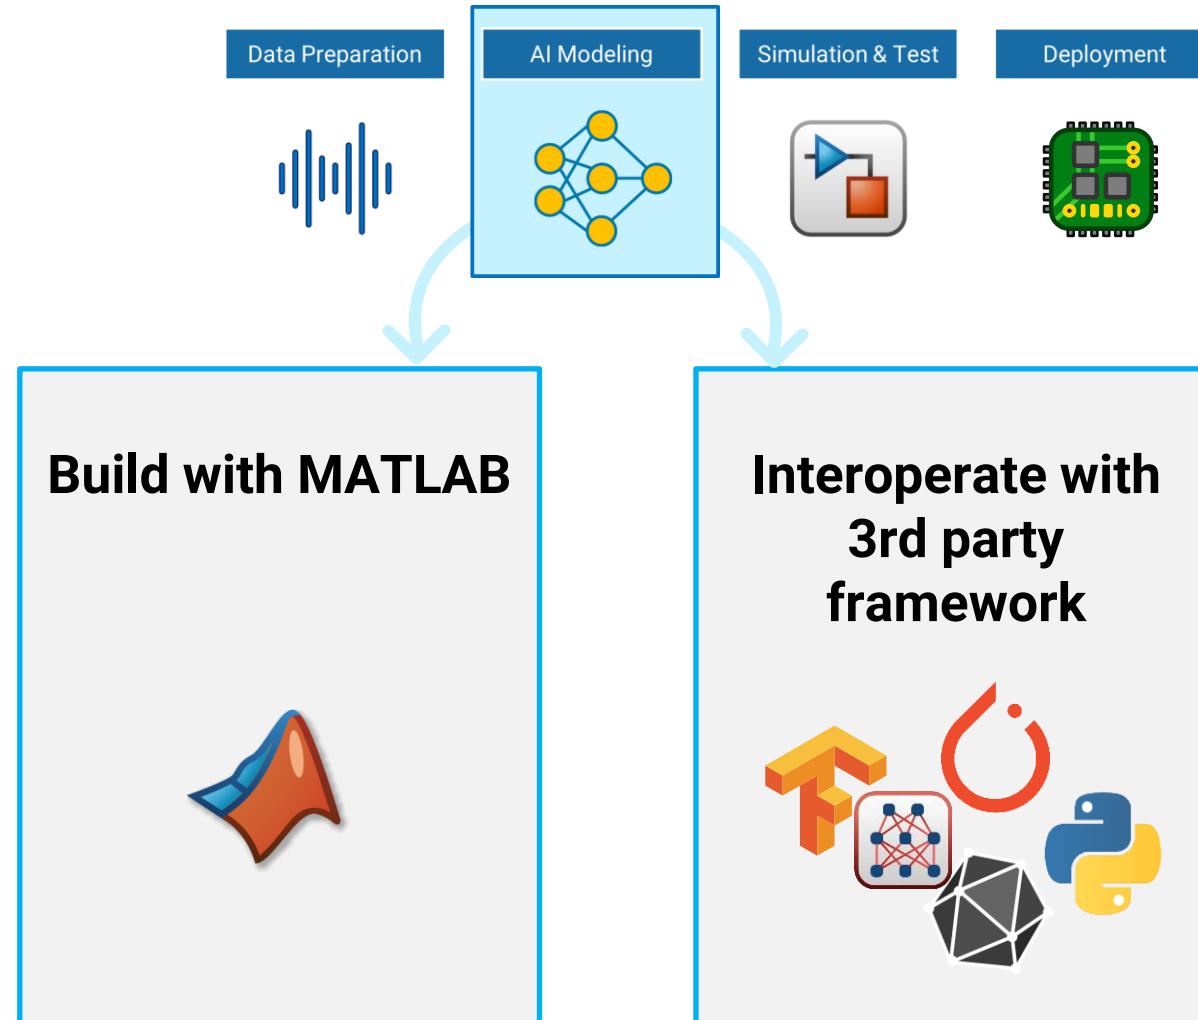 Data Preparation
AI Modeling
Simulation & Test
Deployment
Build with MATLAB
Interoperate with
3rd party
framework